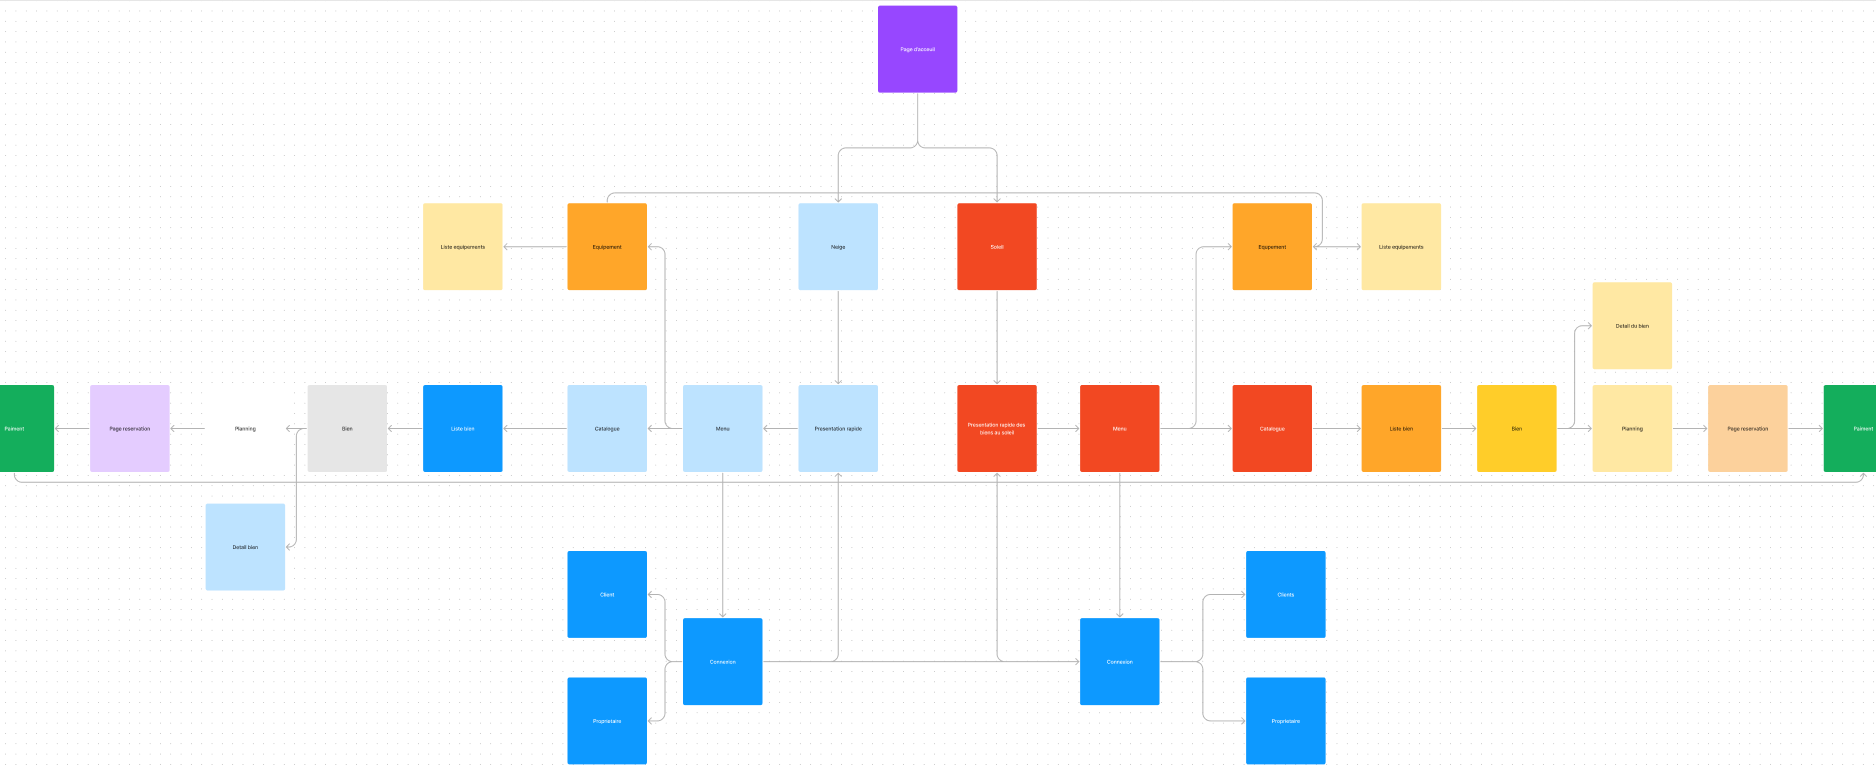 Page d'acceuil
Liste equipements
Equipement
Neige
Soleil
Equpement
Liste equipements
Detail du bien
Paiment
Page reservation
Planning
Bien
Liste bien
Catalogue
Menu
Presentation rapide
Presentation rapide des
biens au soleil
Menu
Catalogue
Liste bien
Bien
Planning
Page reservation
Paiment
Detail bien
Client
Clients
Connexion
Connexion
Proprietaire
Proprietaire